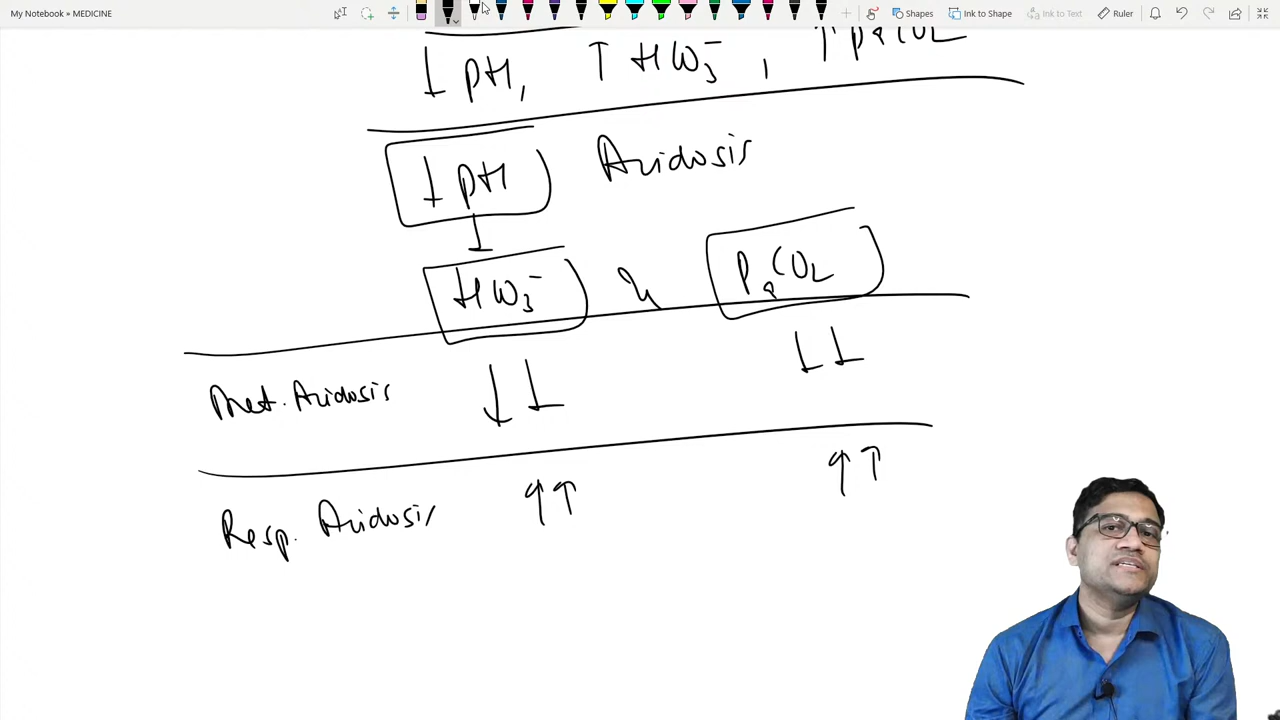 My Notebook » MEDICINE
Shapes Ink to Shape Ink to Text Ruler
↓ pH, ↑ HCO3⁻, ↑ PaCO2
↓ pH Acidosis
HCO3⁻ & PaCO2
Met. Acidosis ↓↓ ↓↓
Resp. Acidosis ↑↑ ↑↑